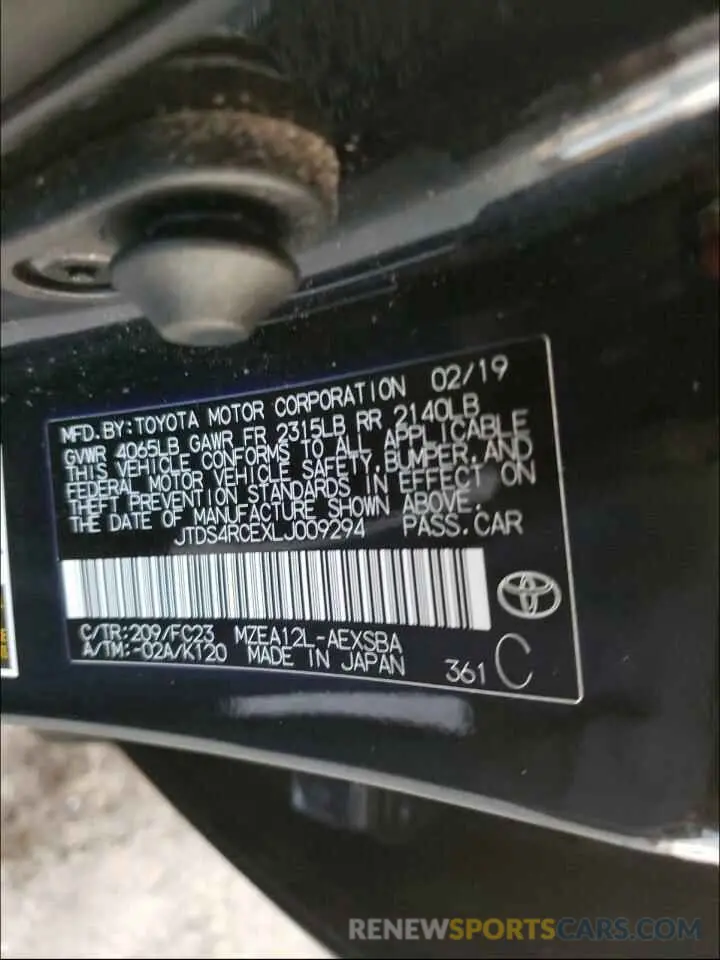 MFD.BY:TOYOTA MOTOR CORPORATION 02/19
GVWR 4065LB GAWR FR 2315LB RR 2140LB
THIS VEHICLE CONFORMS TO ALL APPLICABLE
FEDERAL MOTOR VEHICLE SAFETY,BUMPER,AND
THEFT PREVENTION STANDARDS IN EFFECT ON
THE DATE OF MANUFACTURE SHOWN ABOVE.
JTDS4RCEXLJ009294 PASS.CAR
C/TR:209/FC23 MZEA12L-AEXSBA
A/TM:-02A/K120 MADE IN JAPAN 361 C
RENEWSPORTSCARS.COM